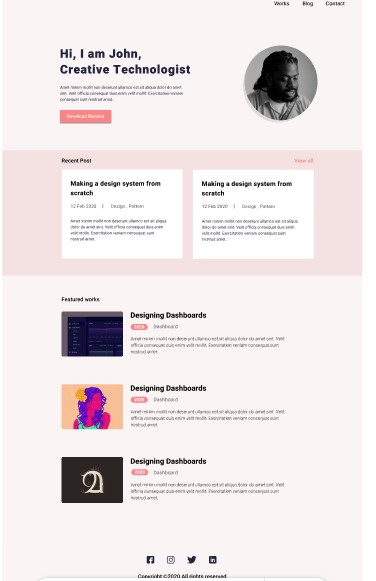 Works Blog Contact
Hi, I am John,
Creative Technologist
Amet minim mollit non deserunt ullamco est sit aliqua dolor do amet
sint. Velit officia consequat duis enim velit mollit. Exercitation veniam
consequat sunt nostrud amet.
Download Resume
Recent Post View all
Making a design system from
scratch
12 Feb 2020 | Design , Pattern
Amet minim mollit non deserunt ullamco est sit aliqua
dolor do amet sint. Velit officia consequat duis enim
velit mollit. Exercitation veniam consequat sunt
nostrud amet.
Making a design system from
scratch
12 Feb 2020 | Design , Pattern
Amet minim mollit non deserunt ullamco est sit aliqua
dolor do amet sint. Velit officia consequat duis enim
velit mollit. Exercitation veniam consequat sunt
nostrud amet.
Featured works
Designing Dashboards
2020 Dashboard
Amet minim mollit non deserunt ullamco est sit aliqua dolor do amet sint. Velit
officia consequat duis enim velit mollit. Exercitation veniam consequat sunt
nostrud amet.
Designing Dashboards
2020 Dashboard
Amet minim mollit non deserunt ullamco est sit aliqua dolor do amet sint. Velit
officia consequat duis enim velit mollit. Exercitation veniam consequat sunt
nostrud amet.
Designing Dashboards
2020 Dashboard
Amet minim mollit non deserunt ullamco est sit aliqua dolor do amet sint. Velit
officia consequat duis enim velit mollit. Exercitation veniam consequat sunt
nostrud amet.
Copyright ©2020 All rights reserved